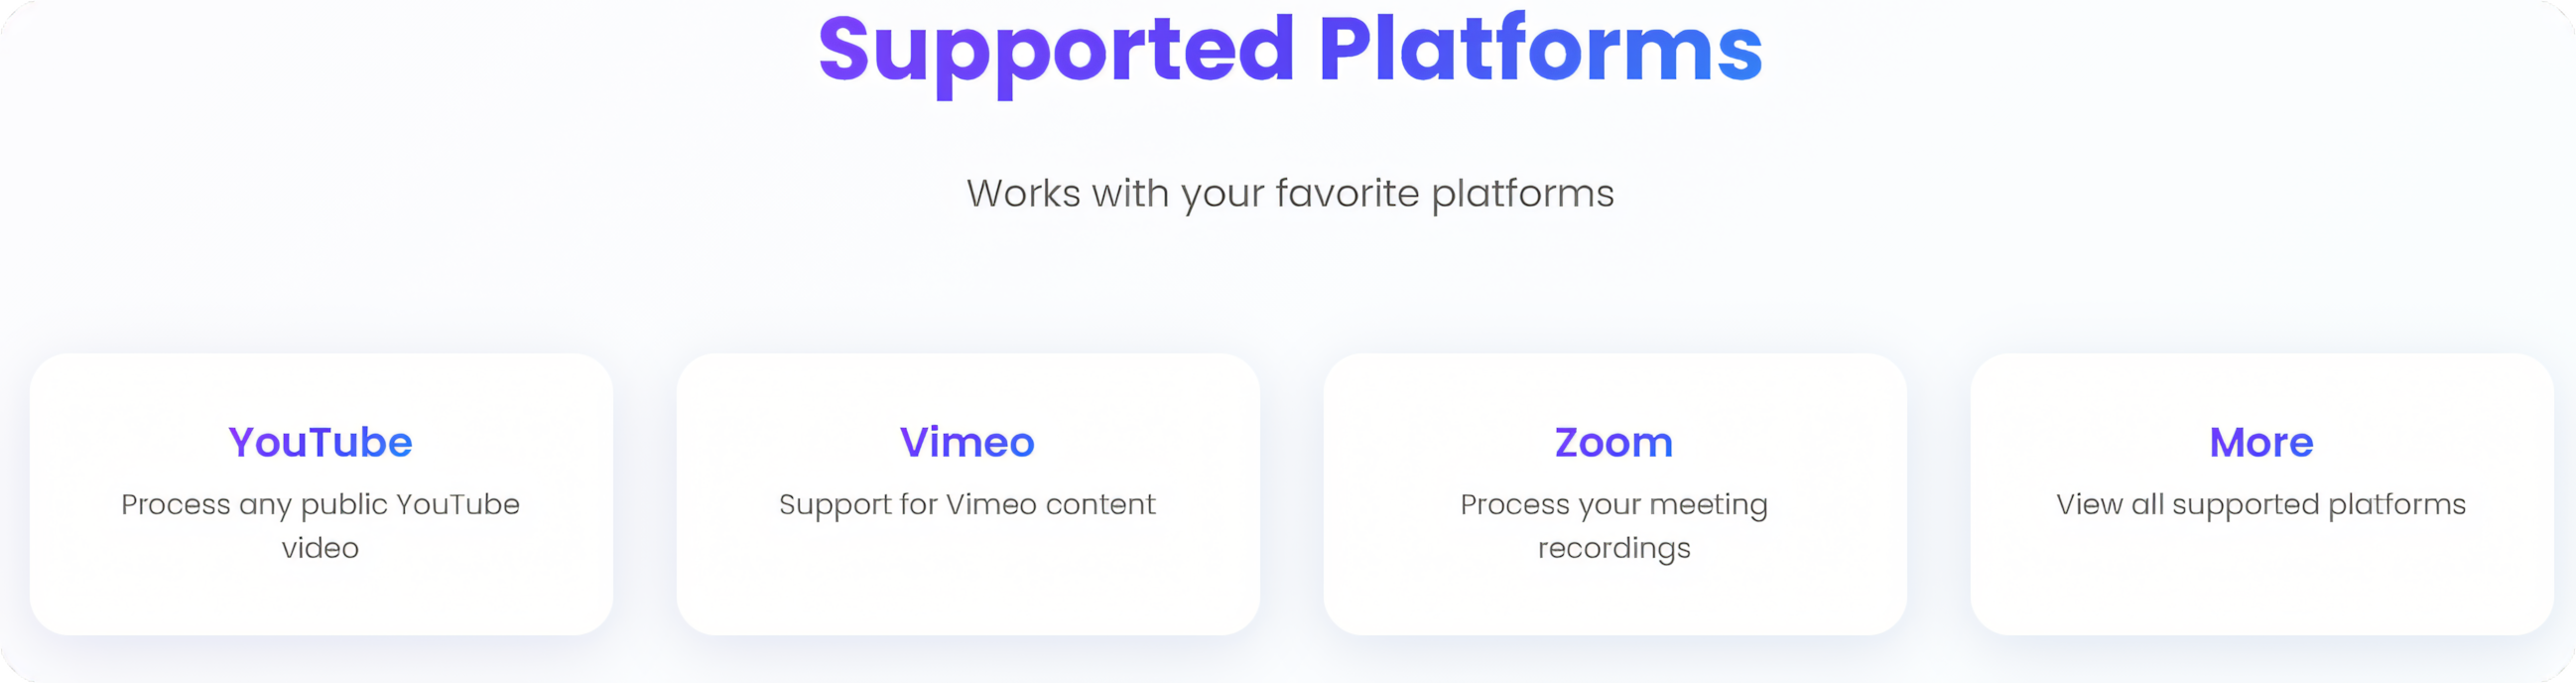 Supported Platforms
Works with your favorite platforms
YouTube
Process any public YouTube
video
Vimeo
Support for Vimeo content
Zoom
Process your meeting
recordings
More
View all supported platforms